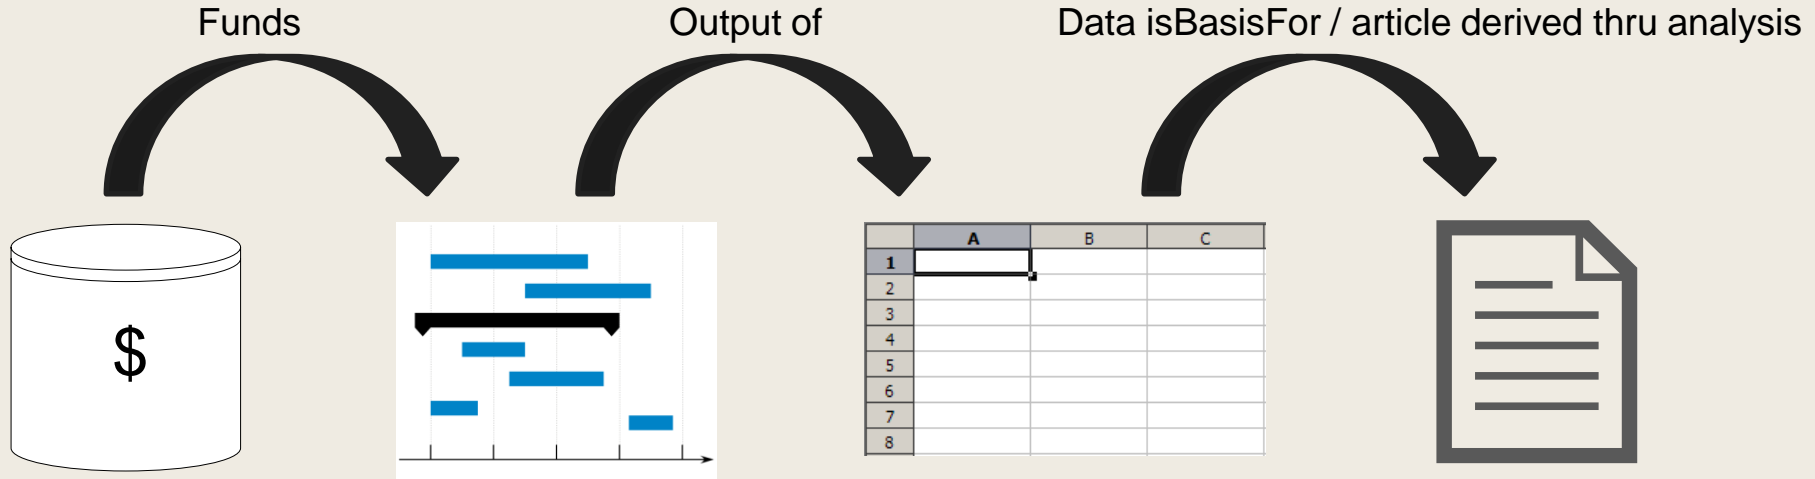 Funds
Output of
Data isBasisFor / article derived thru analysis
$
A B C
1
2
3
4
5
6
7
8